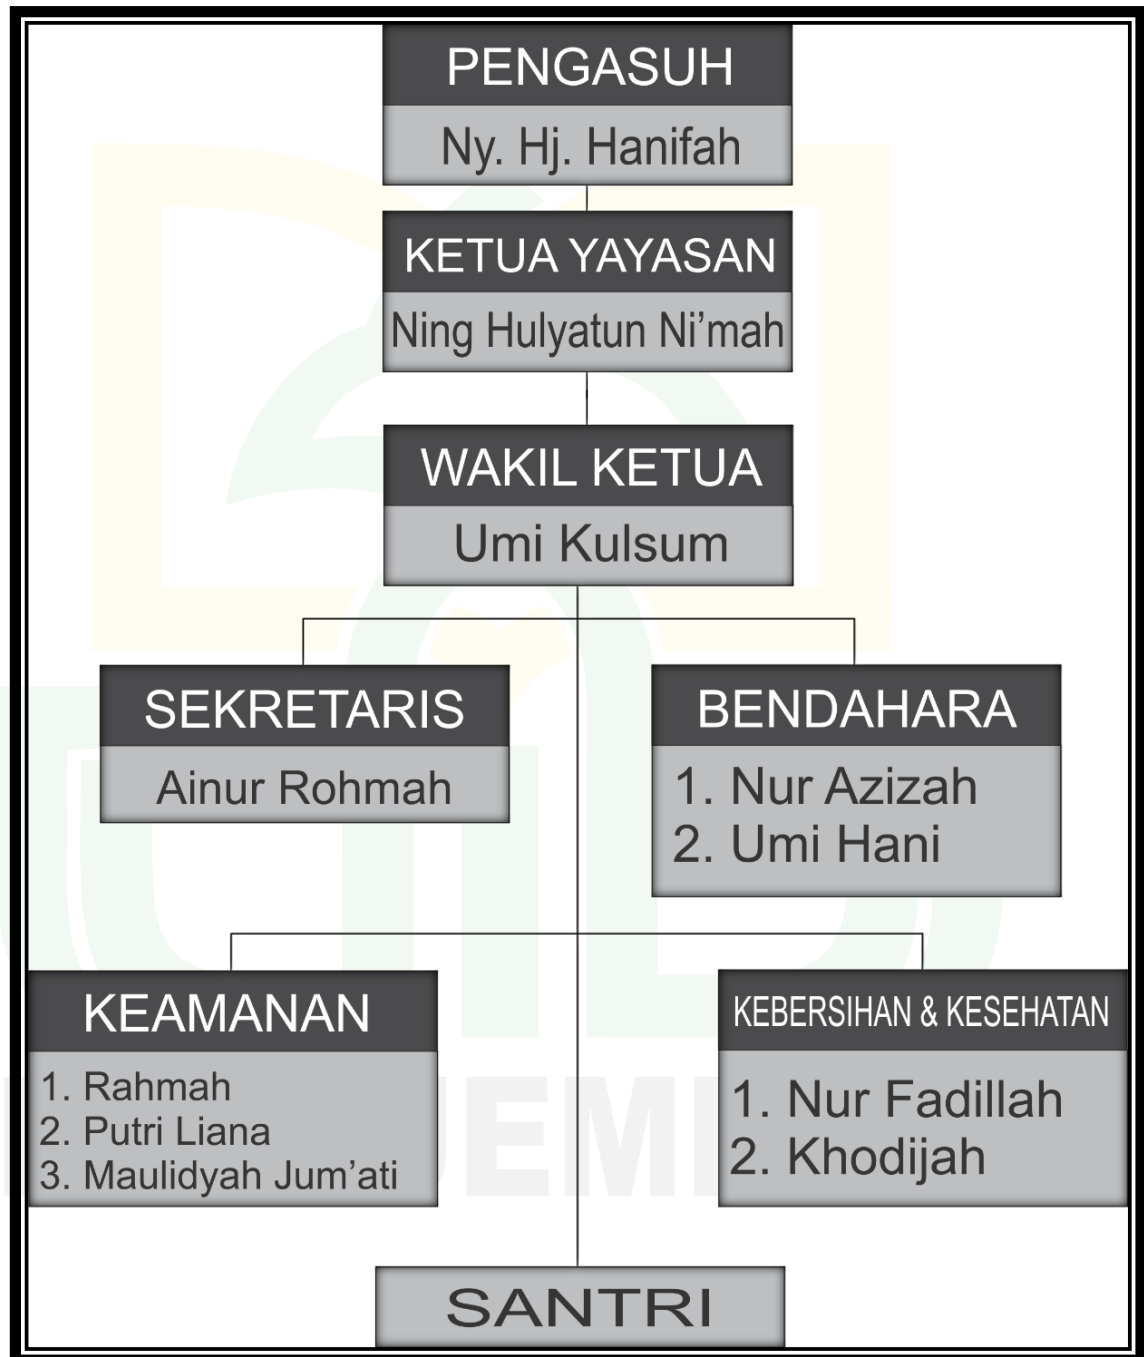 PENGASUH
Ny. Hj. Hanifah
KETUA YAYASAN
Ning Hulyatun Ni’mah
WAKIL KETUA
Umi Kulsum
SEKRETARIS
Ainur Rohmah
BENDAHARA
1. Nur Azizah
2. Umi Hani
KEAMANAN
1. Rahmah
2. Putri Liana
3. Maulidyah Jum’ati
KEBERSIHAN & KESEHATAN
1. Nur Fadillah
2. Khodijah
SANTRI